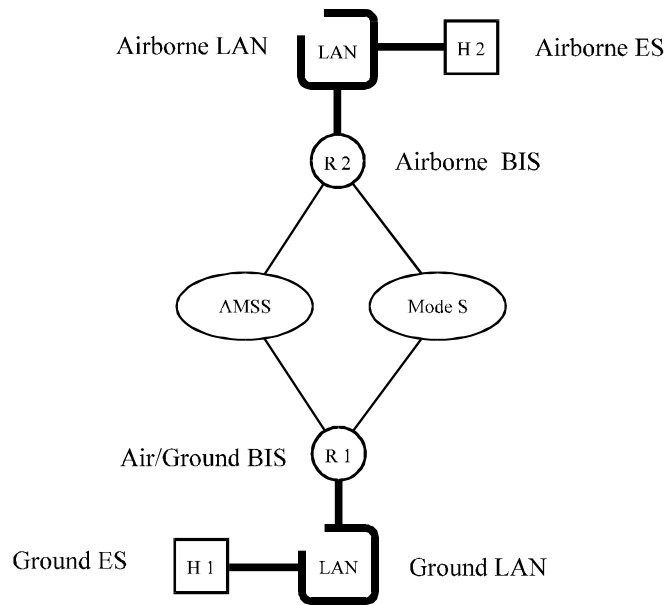 Airborne LAN
LAN
H 2
Airborne ES
R 2
Airborne BIS
AMSS
Mode S
Air/Ground BIS
R 1
Ground ES
H 1
LAN
Ground LAN